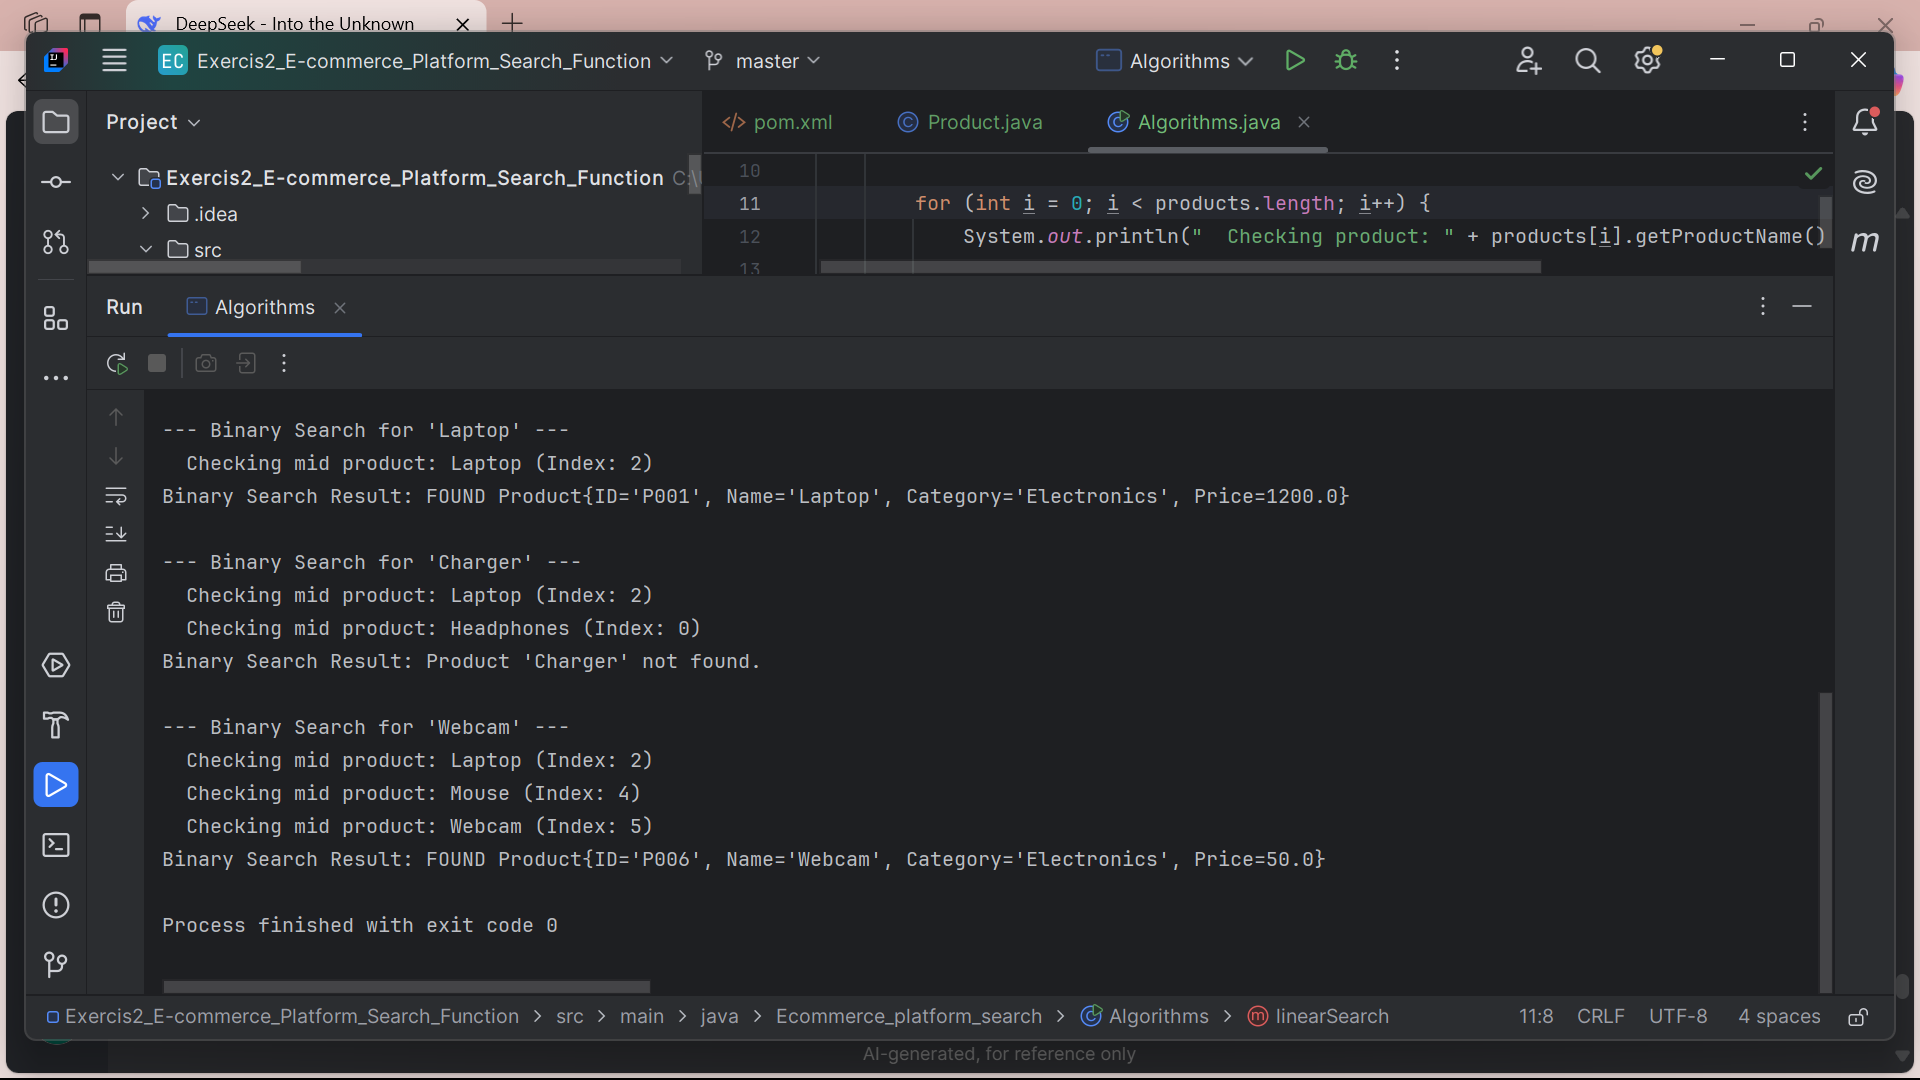 DeepSeek - Into the Unknown
EC Exercis2_E-commerce_Platform_Search_Function
master
Algorithms
Project
pom.xml
Product.java
Algorithms.java
Exercis2_E-commerce_Platform_Search_Function
.idea
src
10
11 for (int i = 0; i < products.length; i++) {
12 System.out.println("  Checking product: " + products[i].getProductName()
13
Run
Algorithms
--- Binary Search for 'Laptop' ---
  Checking mid product: Laptop (Index: 2)
Binary Search Result: FOUND Product{ID='P001', Name='Laptop', Category='Electronics', Price=1200.0}
--- Binary Search for 'Charger' ---
  Checking mid product: Laptop (Index: 2)
  Checking mid product: Headphones (Index: 0)
Binary Search Result: Product 'Charger' not found.
--- Binary Search for 'Webcam' ---
  Checking mid product: Laptop (Index: 2)
  Checking mid product: Mouse (Index: 4)
  Checking mid product: Webcam (Index: 5)
Binary Search Result: FOUND Product{ID='P006', Name='Webcam', Category='Electronics', Price=50.0}
Process finished with exit code 0
Exercis2_E-commerce_Platform_Search_Function > src > main > java > Ecommerce_platform_search > Algorithms > linearSearch
11:8 CRLF UTF-8 4 spaces
AI-generated, for reference only